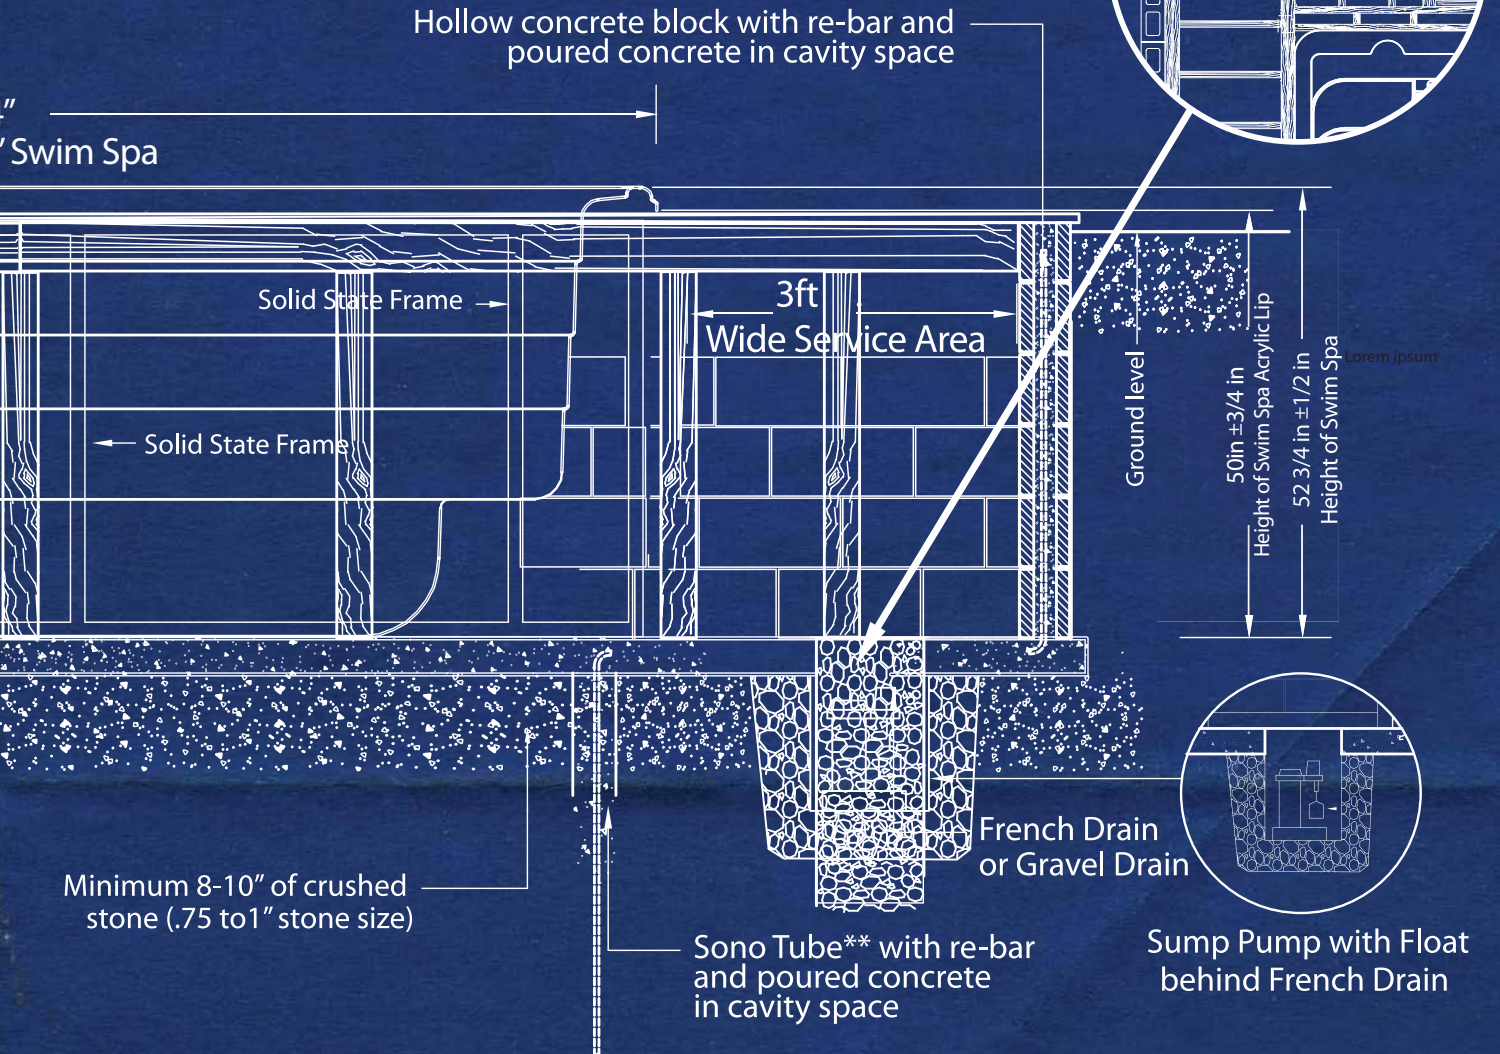 Hollow concrete block with re-bar and
poured concrete in cavity space
Swim Spa
Solid State Frame
3ft
Wide Service Area
Solid State Frame
Ground level
50in ±3/4 in
Height of Swim Spa Acrylic Lip
52 3/4 in ±1/2 in
Height of Swim Spa
Lorem ipsum
French Drain
or Gravel Drain
Minimum 8-10” of crushed
stone (.75 to1” stone size)
Sono Tube** with re-bar
and poured concrete
in cavity space
Sump Pump with Float
behind French Drain